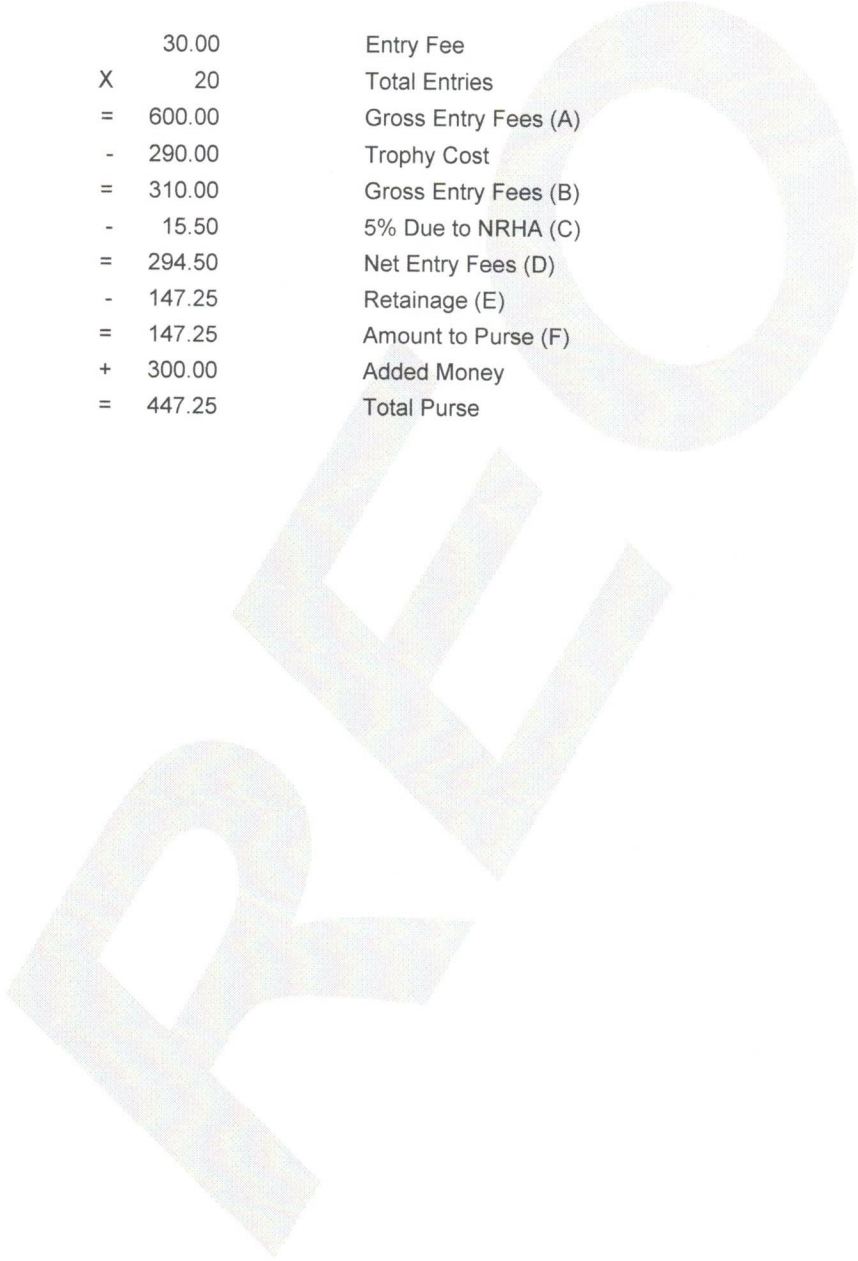 30.00 Entry Fee
X 20 Total Entries
= 600.00 Gross Entry Fees (A)
- 290.00 Trophy Cost
= 310.00 Gross Entry Fees (B)
- 15.50 5% Due to NRHA (C)
= 294.50 Net Entry Fees (D)
- 147.25 Retainage (E)
= 147.25 Amount to Purse (F)
+ 300.00 Added Money
= 447.25 Total Purse
REO